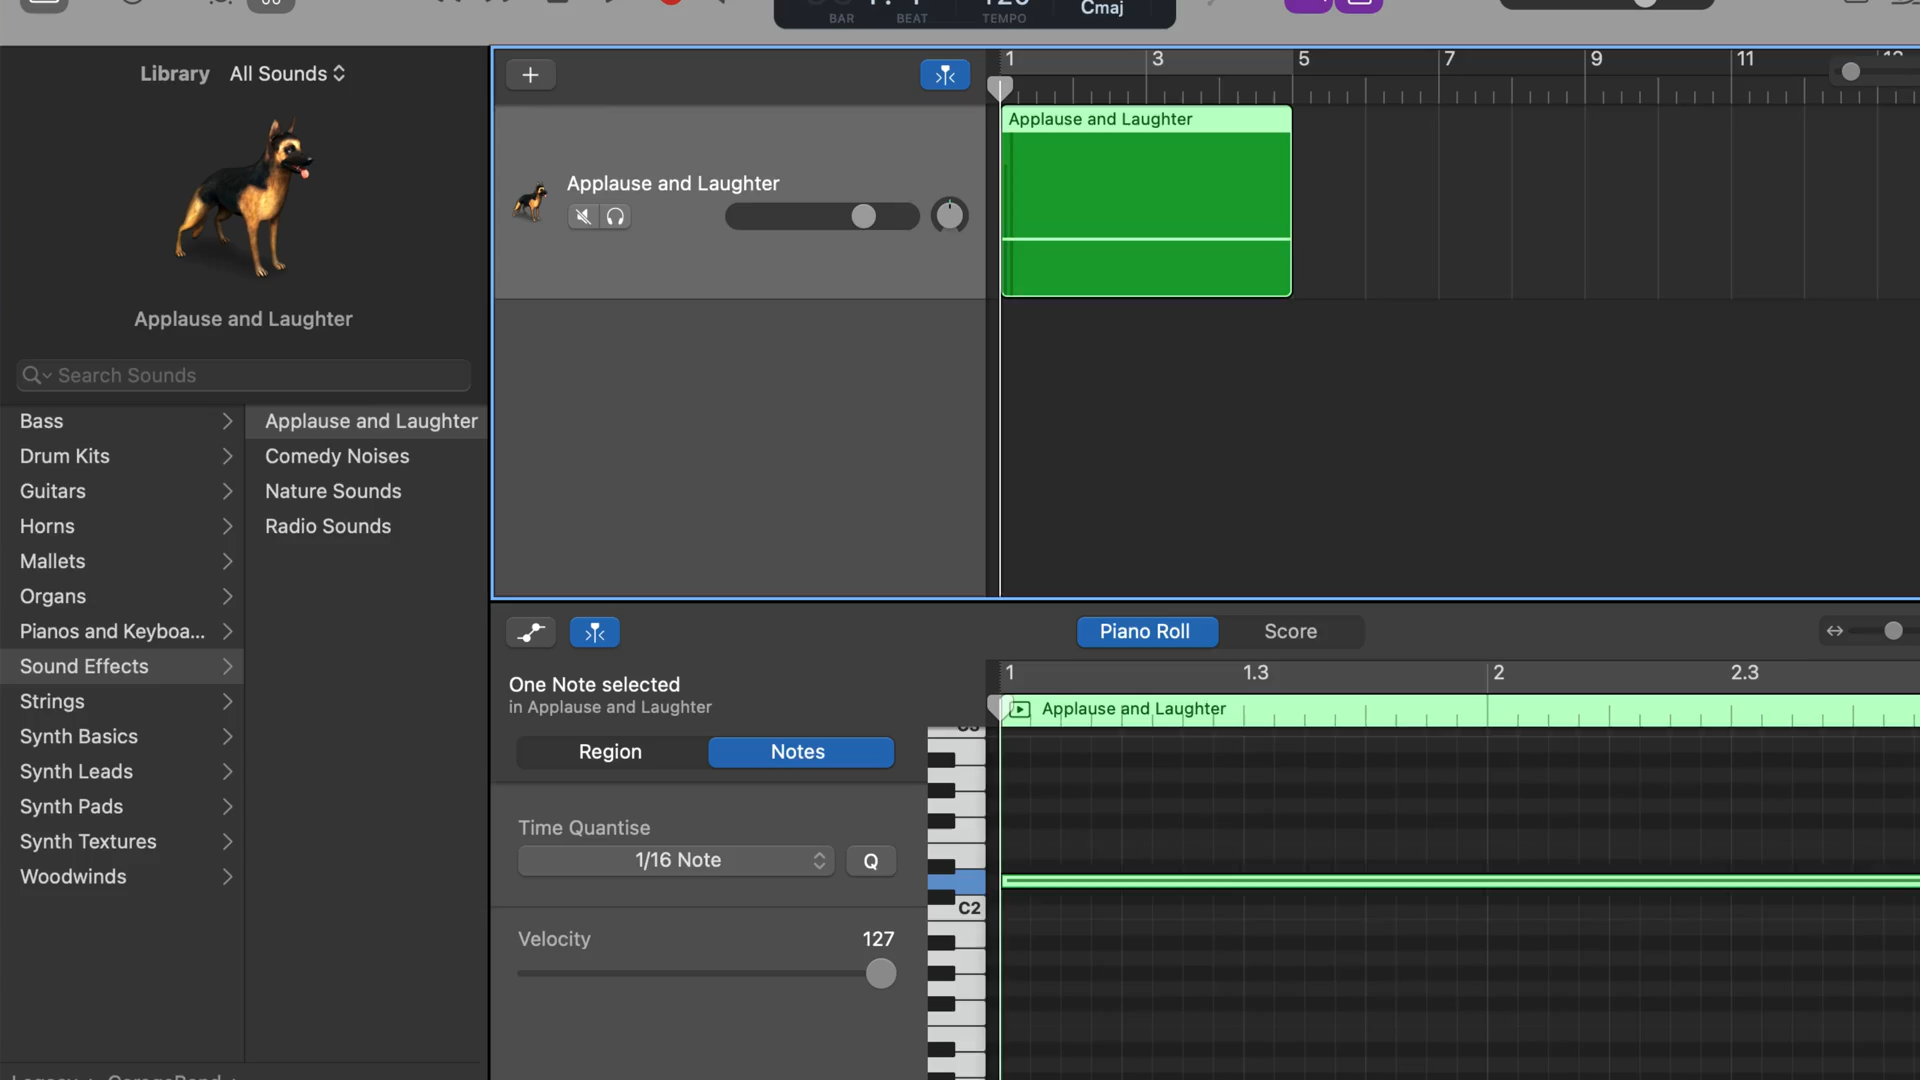 BAR BEAT TEMPO
Cmaj
Library All Sounds
Applause and Laughter
Search Sounds
Bass
Drum Kits
Guitars
Horns
Mallets
Organs
Pianos and Keyboa...
Sound Effects
Strings
Synth Basics
Synth Leads
Synth Pads
Synth Textures
Woodwinds
Applause and Laughter
Comedy Noises
Nature Sounds
Radio Sounds
1 3 5 7 9 11
Applause and Laughter
Applause and Laughter
Piano Roll Score
One Note selected
in Applause and Laughter
Region Notes
Time Quantise
1/16 Note Q
Velocity 127
1 1.3 2 2.3
Applause and Laughter
C2